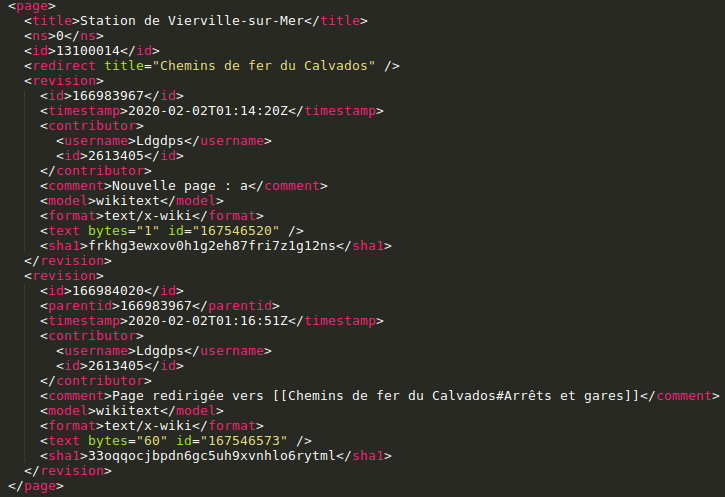 <page>
<title>Station de Vierville-sur-Mer</title>
<ns>0</ns>
<id>13100014</id>
<redirect title="Chemins de fer du Calvados" />
<revision>
<id>166983967</id>
<timestamp>2020-02-02T01:14:20Z</timestamp>
<contributor>
<username>Ldgdps</username>
<id>2613405</id>
</contributor>
<comment>Nouvelle page : a</comment>
<model>wikitext</model>
<format>text/x-wiki</format>
<text bytes="1" id="167546520" />
<sha1>frkhg3ewxov0h1g2eh87fri7z1g12ns</sha1>
</revision>
<revision>
<id>166984020</id>
<parentid>166983967</parentid>
<timestamp>2020-02-02T01:16:51Z</timestamp>
<contributor>
<username>Ldgdps</username>
<id>2613405</id>
</contributor>
<comment>Page redirigée vers [[Chemins de fer du Calvados#Arrêts et gares]]</comment>
<model>wikitext</model>
<format>text/x-wiki</format>
<text bytes="60" id="167546573" />
<sha1>33oqqocjbpdn6gc5uh9xvnhlo6rytml</sha1>
</revision>
</page>